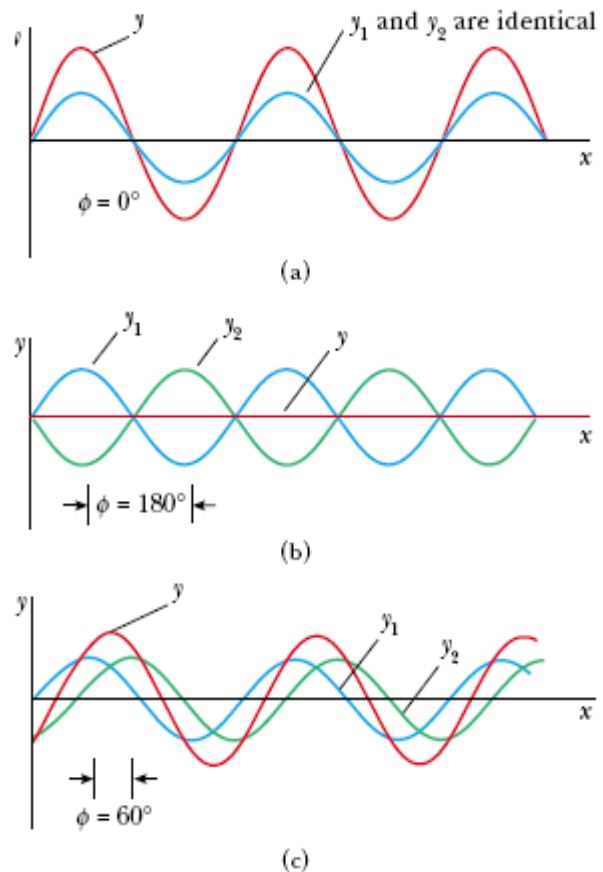 y
y
y₁ and y₂ are identical
x
ϕ = 0°
(a)
y
y₁
y₂
y
x
ϕ = 180°
(b)
y
y
y₁
y₂
x
ϕ = 60°
(c)